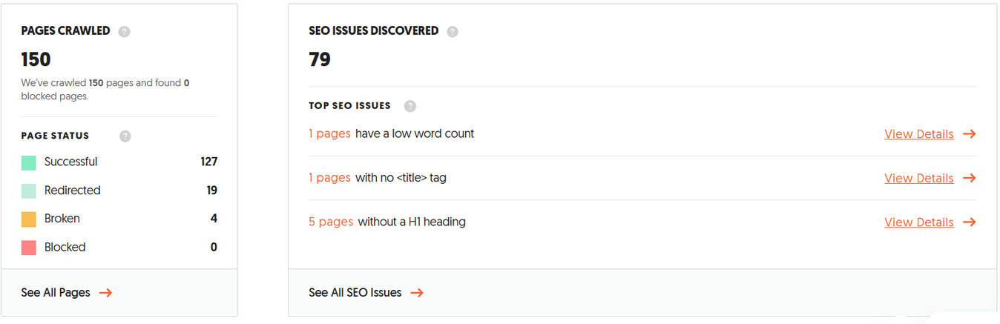 PAGES CRAWLED ?
150
We've crawled 150 pages and found 0
blocked pages.
PAGE STATUS ?
Successful 127
Redirected 19
Broken 4
Blocked 0
See All Pages →
SEO ISSUES DISCOVERED ?
79
TOP SEO ISSUES ?
1 pages have a low word count View Details →
1 pages with no <title> tag View Details →
5 pages without a H1 heading View Details →
See All SEO Issues →